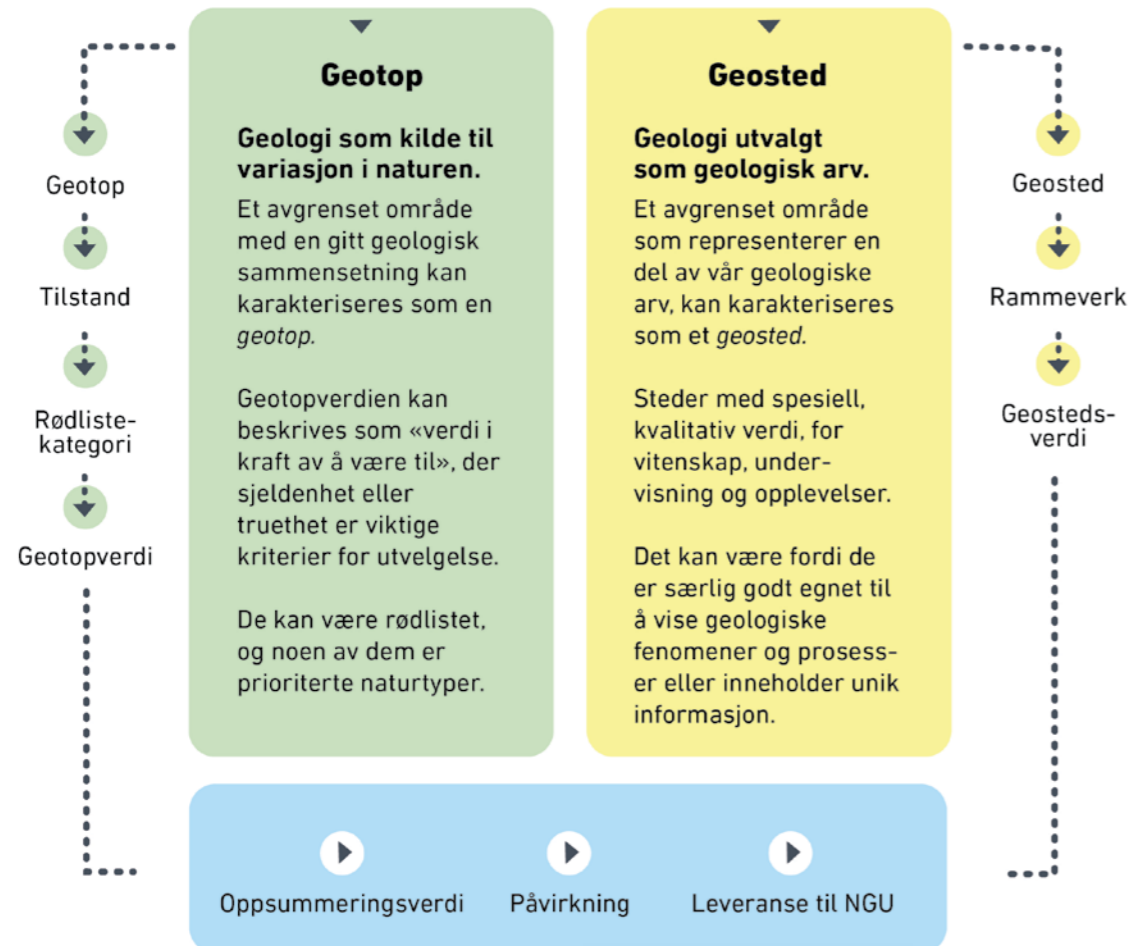 Geotop
Tilstand
Rødliste-
kategori
Geotopverdi
Geotop
Geologi som kilde til
variasjon i naturen.
Et avgrenset område
med en gitt geologisk
sammensetning kan
karakteriseres som en
geotop.
Geotopverdien kan
beskrives som «verdi i
kraft av å være til», der
sjeldenhet eller
truethet er viktige
kriterier for utvelgelse.
De kan være rødlistet,
og noen av dem er
prioriterte naturtyper.
Geosted
Geologi utvalgt
som geologisk arv.
Et avgrenset område
som representerer en
del av vår geologiske
arv, kan karakteriseres
som et geosted.
Steder med spesiell,
kvalitativ verdi, for
vitenskap, under-
visning og opplevelser.
Det kan være fordi de
er særlig godt egnet til
å vise geologiske
fenomener og prosess-
er eller inneholder unik
informasjon.
Geosted
Rammeverk
Geosteds-
verdi
Oppsummeringsverdi
Påvirkning
Leveranse til NGU